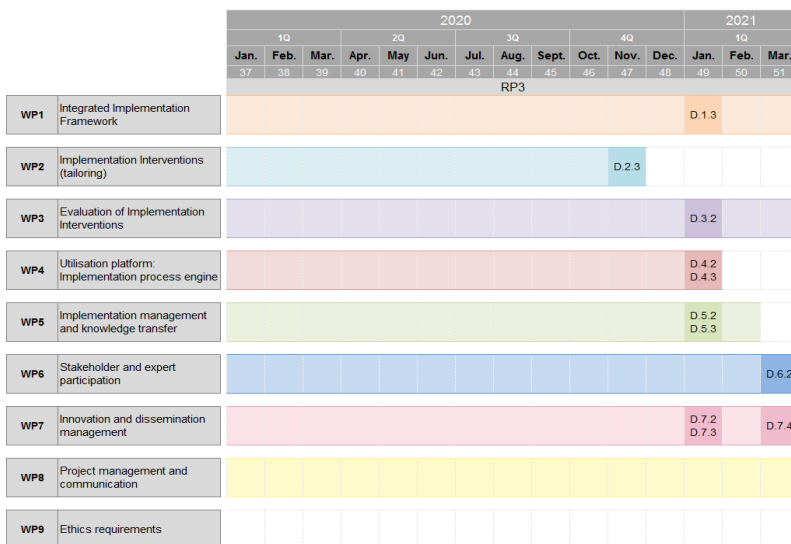 2020 2021
1Q 2Q 3Q 4Q 1Q
Jan. Feb. Mar. Apr. May Jun. Jul. Aug. Sept. Oct. Nov. Dec. Jan. Feb. Mar.
37 38 39 40 41 42 43 44 45 46 47 48 49 50 51
RP3
WP1 Integrated Implementation
Framework
D.1.3
WP2 Implementation Interventions
(tailoring)
D.2.3
WP3 Evaluation of Implementation
Interventions
D.3.2
WP4 Utilisation platform:
Implementation process engine
D.4.2
D.4.3
WP5 Implementation management
and knowledge transfer
D.5.2
D.5.3
WP6 Stakeholder and expert
participation
D.6.2
WP7 Innovation and dissemination
management
D.7.2
D.7.3
D.7.4
WP8 Project management and
communication
WP9 Ethics requirements